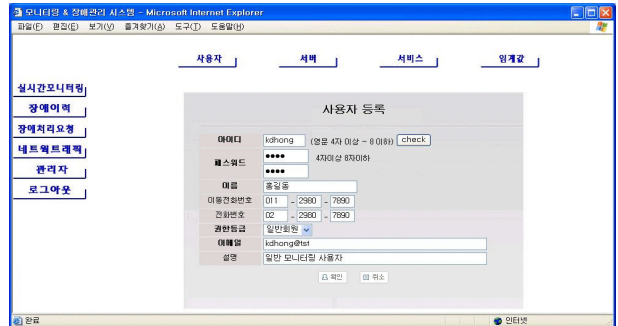 모니터링 & 장애관리 시스템 - Microsoft Internet Explorer
파일(F) 편집(E) 보기(V) 즐겨찾기(A) 도구(T) 도움말(H)
사용자 서버 서비스 임계값
실시간모니터링
장애이력
장애처리요청
네트웍트래픽
관리자
로그아웃
사용자 등록
아이디 kdhong (영문 4자 이상 - 8 이하) check
패스워드 •••• 4자이상 8자이하
••••
이름 홍길동
이동전화번호 011 - 2980 - 7890
전화번호 02 - 2980 - 7890
권한등급 일반회원
이메일 kdhong@tst
설명 일반 모니터링 사용자
확인 취소
완료 인터넷